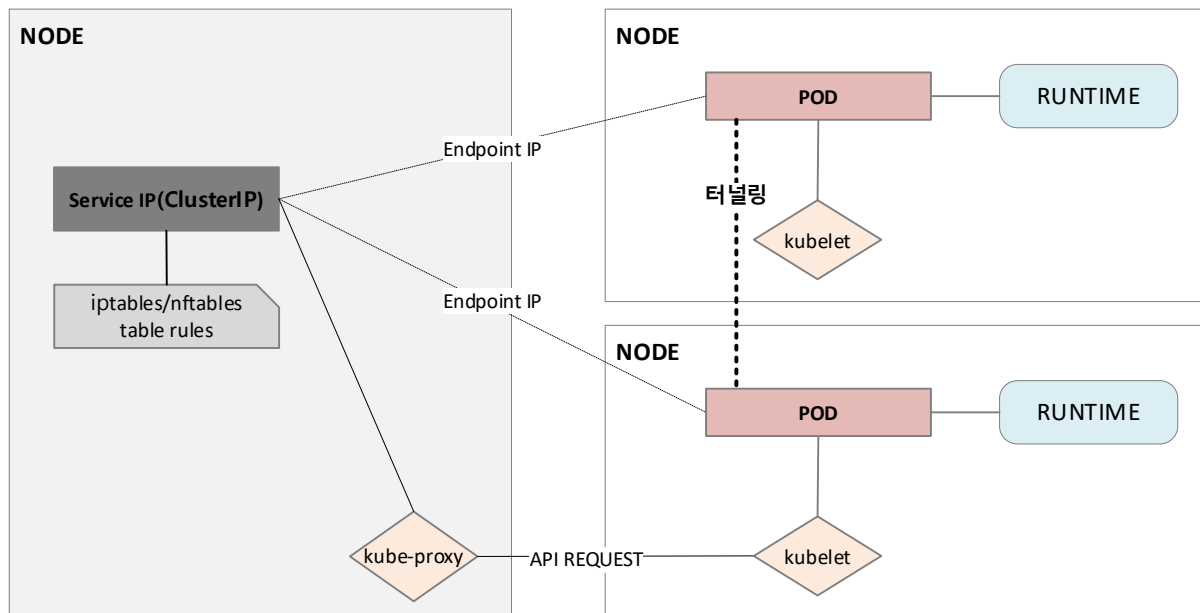 NODE
Service IP(ClusterIP)
iptables/nftables
table rules
kube-proxy
Endpoint IP
Endpoint IP
API REQUEST
NODE
POD
RUNTIME
터널링
kubelet
NODE
POD
RUNTIME
kubelet